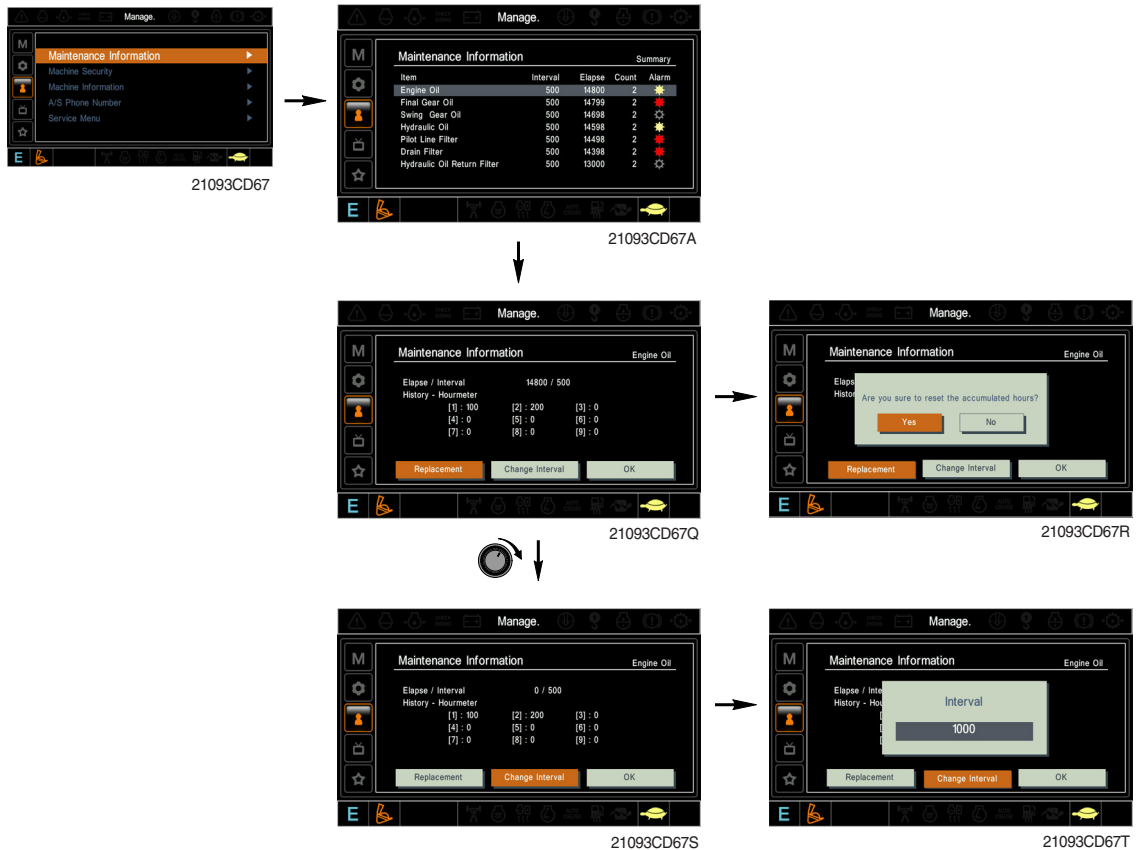 Manage.
M
Maintenance Information
Machine Security
Machine Information
A/S Phone Number
Service Menu
E
21093CD67
Manage.
M
Maintenance Information Summary
Item Interval Elapse Count Alarm
Engine Oil 500 14800 2
Final Gear Oil 500 14799 2
Swing Gear Oil 500 14698 2
Hydraulic Oil 500 14598 2
Pilot Line Filter 500 14498 2
Drain Filter 500 14398 2
Hydraulic Oil Return Filter 500 13000 2
E
21093CD67A
Manage.
M
Maintenance Information Engine Oil
Elapse / Interval 14800 / 500
History - Hourmeter
[1] : 100 [2] : 200 [3] : 0
[4] : 0 [5] : 0 [6] : 0
[7] : 0 [8] : 0 [9] : 0
Replacement Change Interval OK
E
21093CD67Q
Manage.
M
Maintenance Information Engine Oil
Elaps
Histor
Are you sure to reset the accumulated hours?
Yes No
Replacement Change Interval OK
E
21093CD67R
Manage.
M
Maintenance Information Engine Oil
Elapse / Interval 0 / 500
History - Hourmeter
[1] : 100 [2] : 200 [3] : 0
[4] : 0 [5] : 0 [6] : 0
[7] : 0 [8] : 0 [9] : 0
Replacement Change Interval OK
E
21093CD67S
Manage.
M
Maintenance Information Engine Oil
Elapse / Inte
History - Hou
Interval
1000
Replacement Change Interval OK
E
21093CD67T